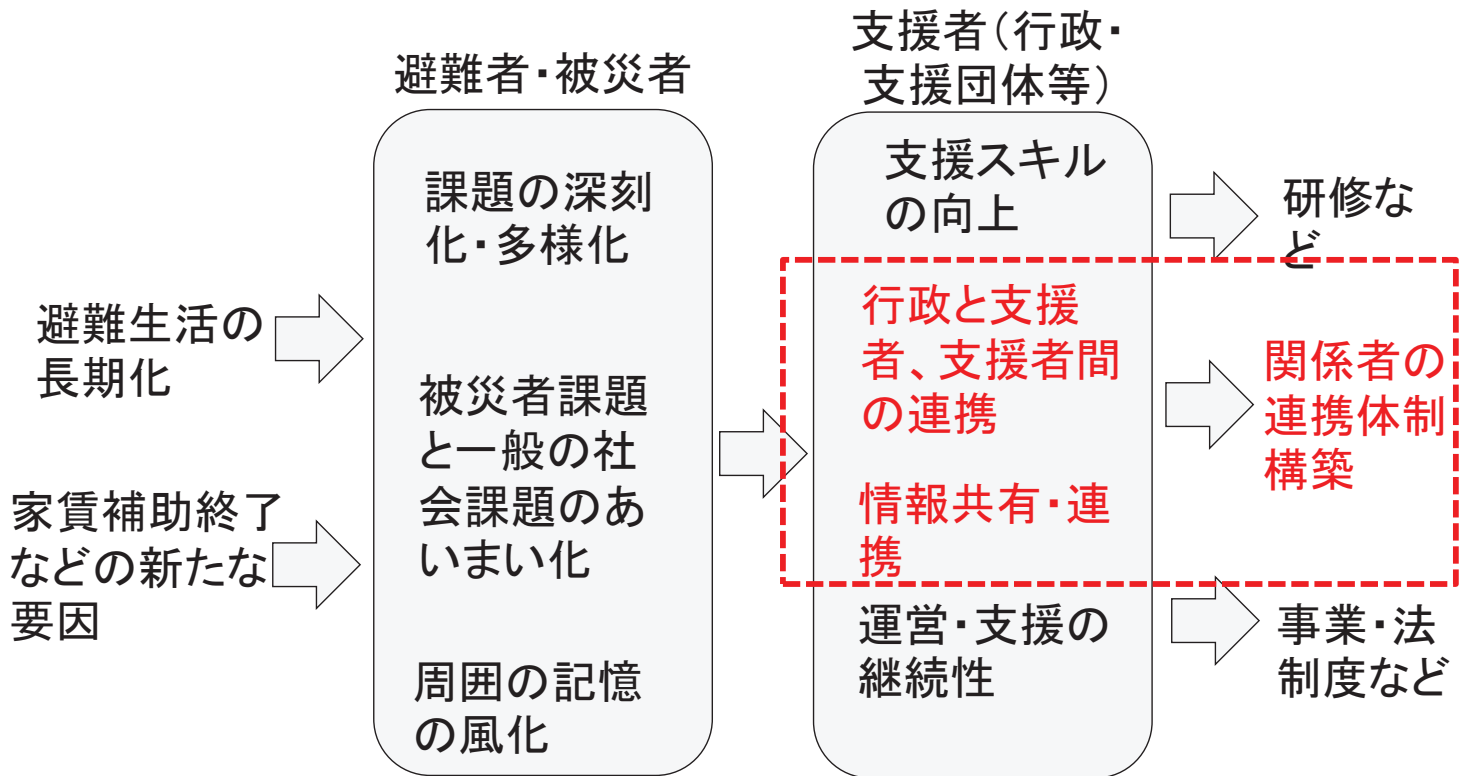 避難生活の
長期化
家賃補助終了
などの新たな
要因
避難者・被災者
課題の深刻
化・多様化
被災者課題
と一般の社
会課題のあ
いまい化
周囲の記憶
の風化
支援者（行政・
支援団体等）
支援スキル
の向上
行政と支援
者、支援者間
の連携
情報共有・連
携
運営・支援の
継続性
研修な
ど
関係者の
連携体制
構築
事業・法
制度など